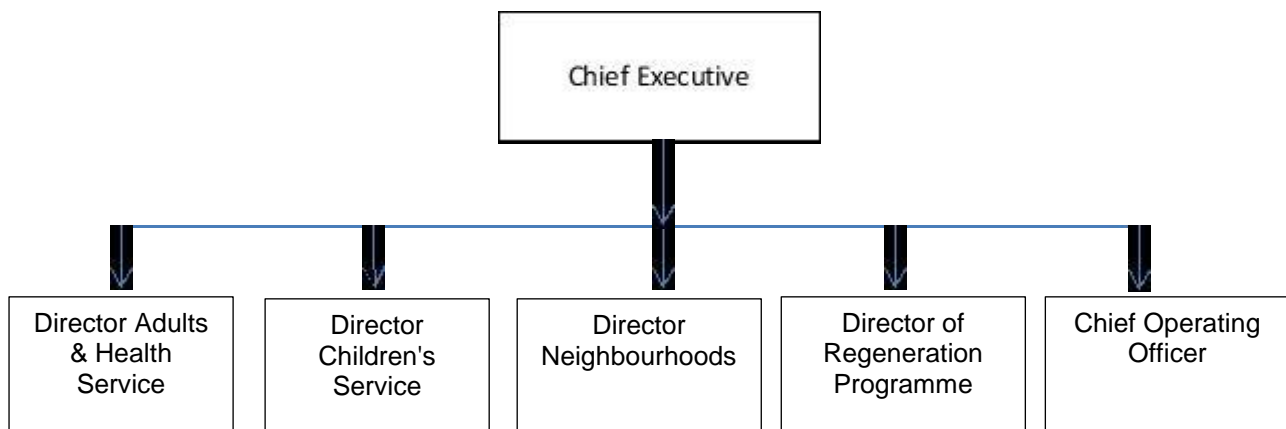 Chief Executive
Director Adults
& Health
Service
Director
Children's
Service
Director
Neighbourhoods
Director of
Regeneration
Programme
Chief Operating
Officer